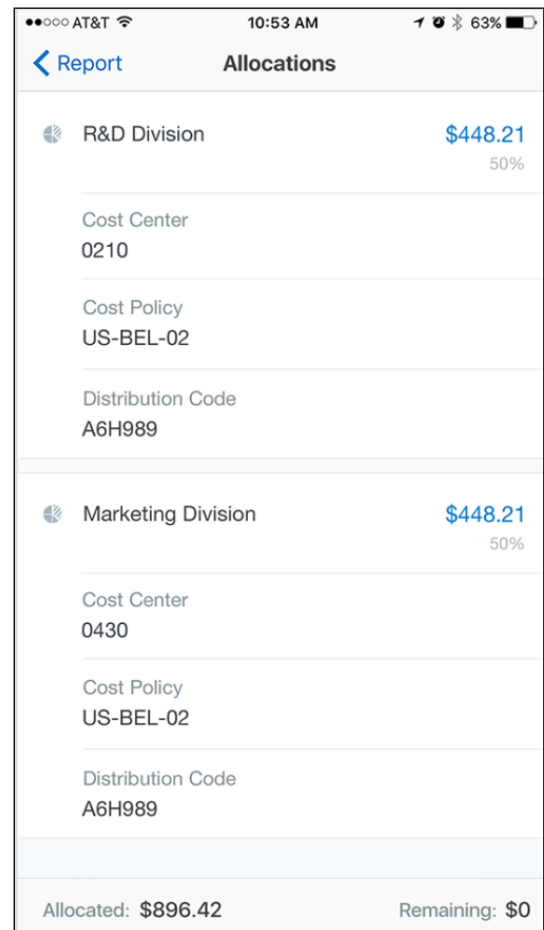 AT&T 10:53 AM 63%
Report Allocations
R&D Division $448.21
50%
Cost Center
0210
Cost Policy
US-BEL-02
Distribution Code
A6H989
Marketing Division $448.21
50%
Cost Center
0430
Cost Policy
US-BEL-02
Distribution Code
A6H989
Allocated: $896.42 Remaining: $0